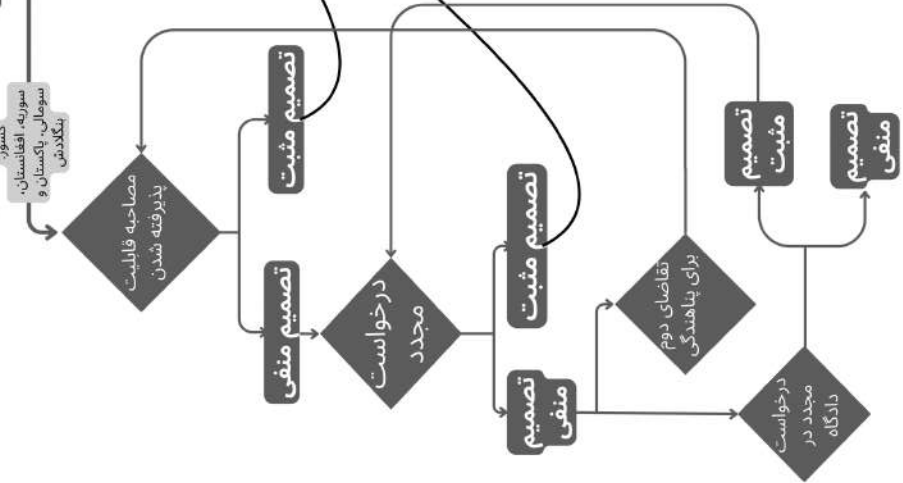 سوریه، افغانستان،
سومالی، پاکستان و
بنگلادش
مصاحبه قابلیت
پذیرفته شدن
تصمیم مثبت
تصمیم منفی
درخواست
مجدد
تصمیم مثبت
تصمیم
منفی
تقاضای دوم
برای پناهندگی
درخواست
مجدد در
دادگاه
تصمیم
مثبت
تصمیم
منفی